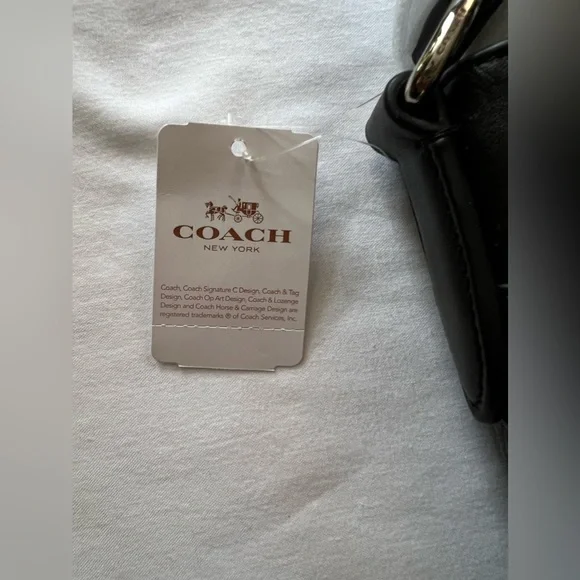 COACH
NEW YORK
Coach, Coach Signature C Design, Coach & Tag
Design, Coach Op Art Design, Coach & Lozenge
Design and Coach Horse & Carriage Design are
registered trademarks ® of Coach Services, Inc.